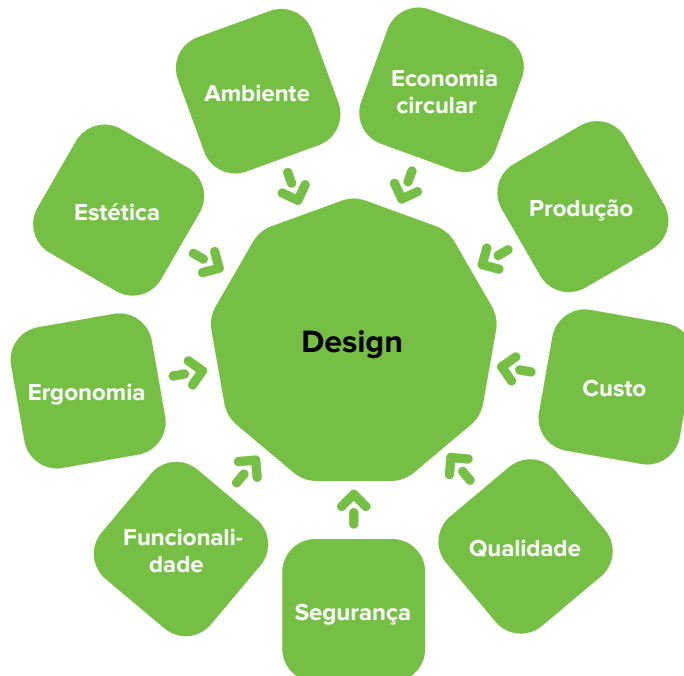 Ambiente
Economia
circular
Estética
Produção
Design
Ergonomia
Custo
Funcionali-
dade
Qualidade
Segurança